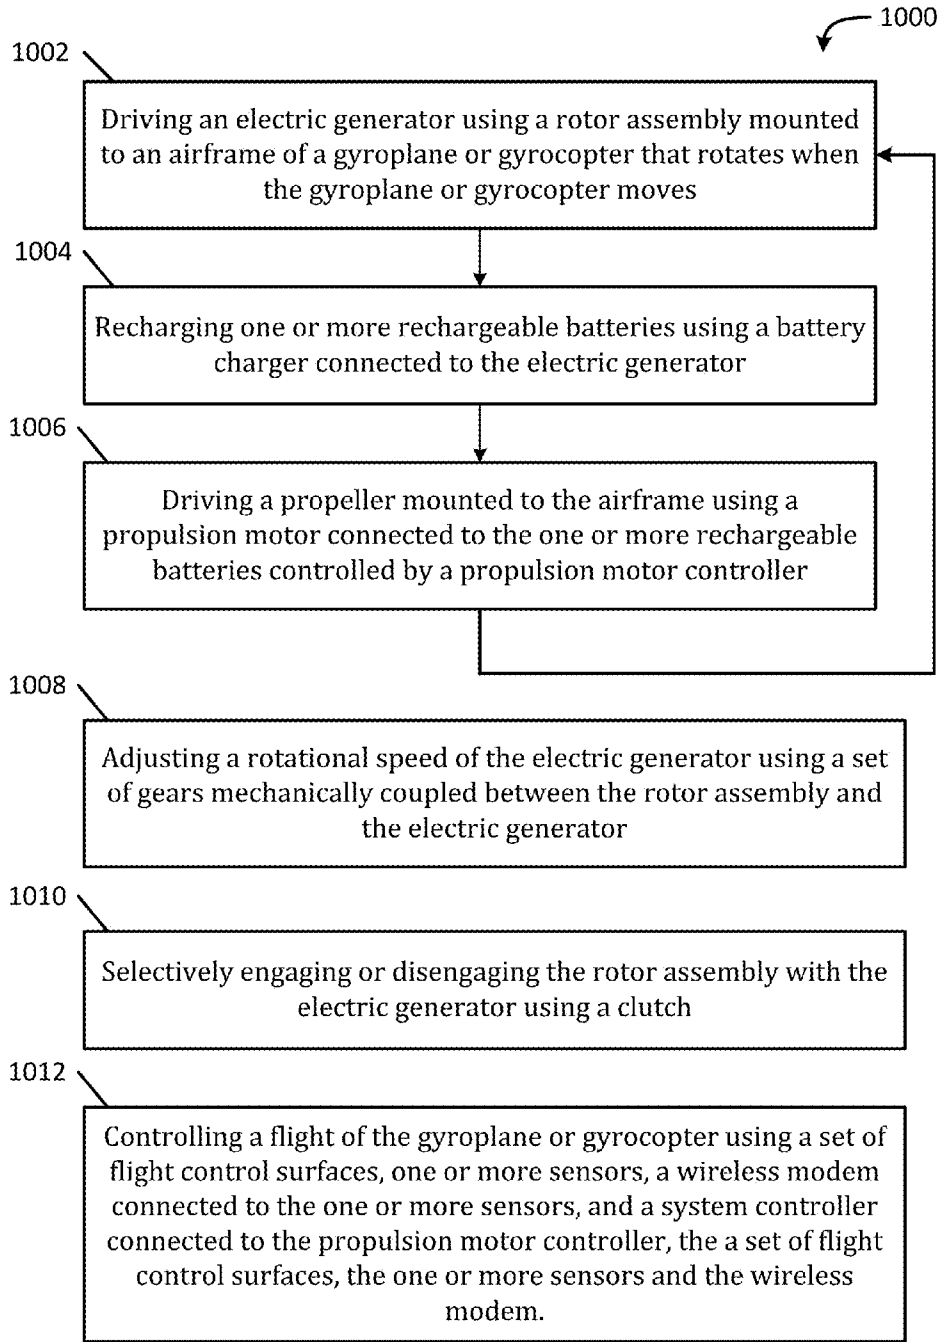 1000
1002
Driving an electric generator using a rotor assembly mounted
to an airframe of a gyroplane or gyrocopter that rotates when
the gyroplane or gyrocopter moves
1004
Recharging one or more rechargeable batteries using a battery
charger connected to the electric generator
1006
Driving a propeller mounted to the airframe using a
propulsion motor connected to the one or more rechargeable
batteries controlled by a propulsion motor controller
1008
Adjusting a rotational speed of the electric generator using a set
of gears mechanically coupled between the rotor assembly and
the electric generator
1010
Selectively engaging or disengaging the rotor assembly with the
electric generator using a clutch
1012
Controlling a flight of the gyroplane or gyrocopter using a set of
flight control surfaces, one or more sensors, a wireless modem
connected to the one or more sensors, and a system controller
connected to the propulsion motor controller, the a set of flight
control surfaces, the one or more sensors and the wireless
modem.